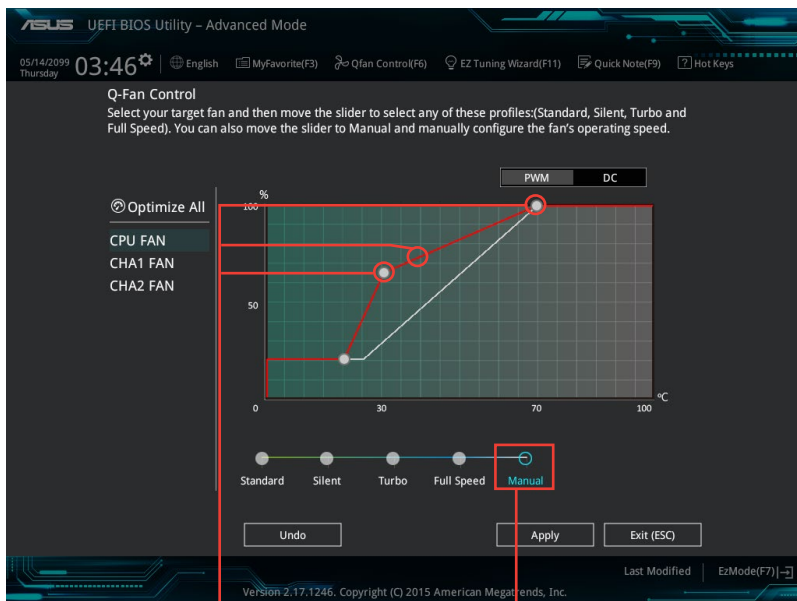 ASUS UEFI BIOS Utility – Advanced Mode
05/14/2099
Thursday
03:46 English MyFavorite(F3) Qfan Control(F6) EZ Tuning Wizard(F11) Quick Note(F9) ? Hot Keys
Q-Fan Control
Select your target fan and then move the slider to select any of these profiles:(Standard, Silent, Turbo and
Full Speed). You can also move the slider to Manual and manually configure the fan's operating speed.
PWM DC
Optimize All
CPU FAN
CHA1 FAN
CHA2 FAN
%
100
50
0 30 70 100 °C
Standard Silent Turbo Full Speed Manual
Undo Apply Exit (ESC)
Last Modified EzMode(F7)
Version 2.17.1246. Copyright (C) 2015 American Megatrends, Inc.